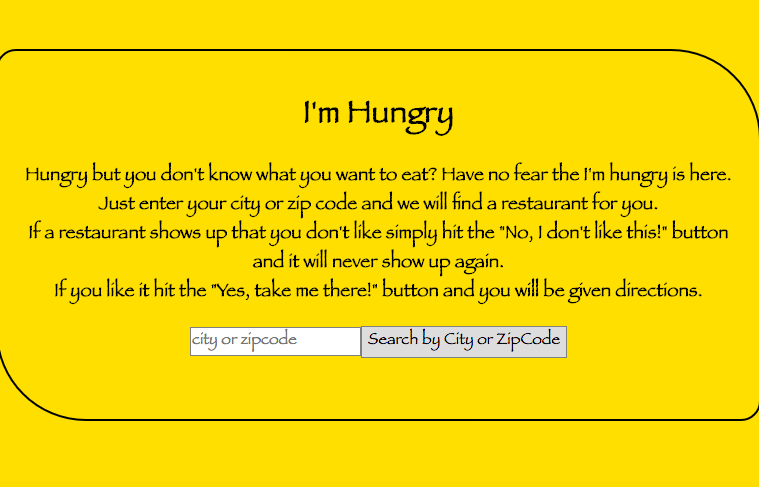 I'm Hungry
Hungry but you don't know what you want to eat? Have no fear the I'm hungry is here.
Just enter your city or zip code and we will find a restaurant for you.
If a restaurant shows up that you don't like simply hit the "No, I don't like this!" button
and it will never show up again.
If you like it hit the "Yes, take me there!" button and you will be given directions.
city or zipcode Search by City or ZipCode